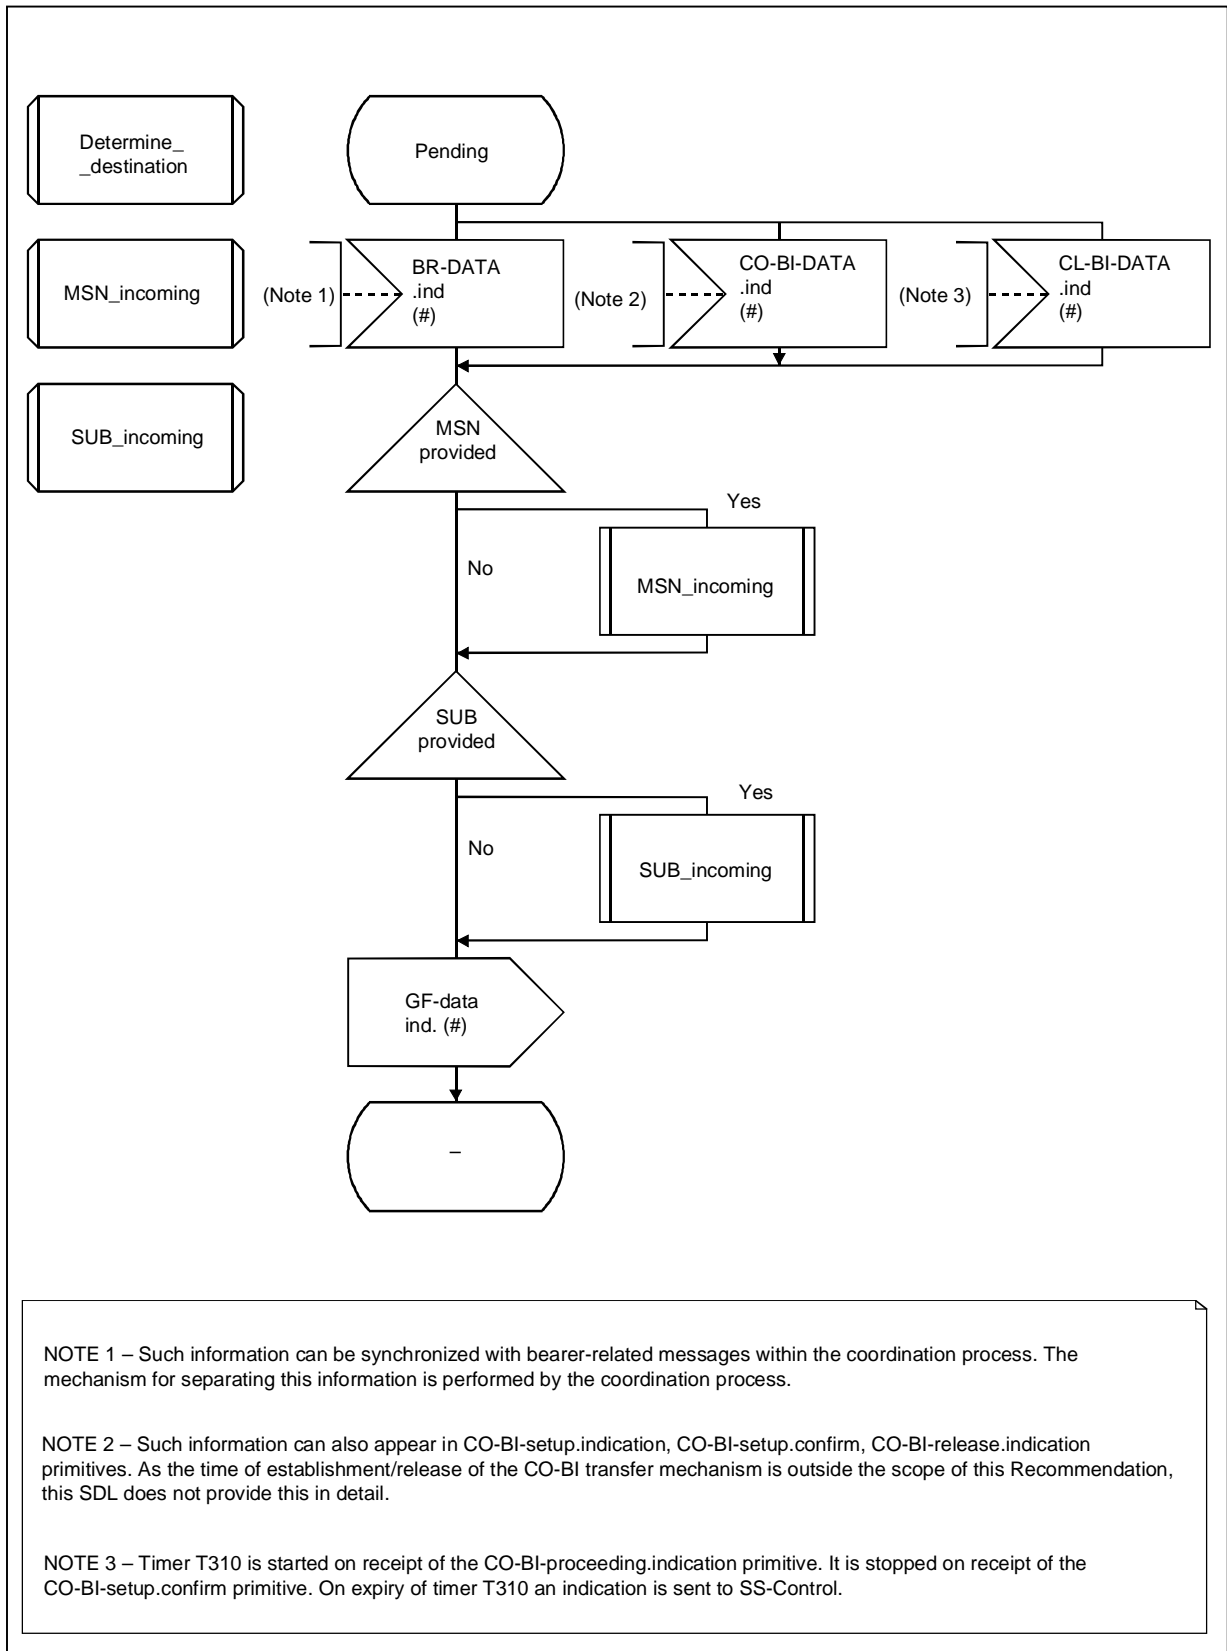 Determine_
_destination
Pending
MSN_incoming
(Note 1)
BR-DATA
.ind
(#)
(Note 2)
CO-BI-DATA
.ind
(#)
(Note 3)
CL-BI-DATA
.ind
(#)
SUB_incoming
MSN
provided
Yes
No
MSN_incoming
SUB
provided
Yes
No
SUB_incoming
GF-data
ind. (#)
–
NOTE 1 – Such information can be synchronized with bearer-related messages within the coordination process. The
mechanism for separating this information is performed by the coordination process.
NOTE 2 – Such information can also appear in CO-BI-setup.indication, CO-BI-setup.confirm, CO-BI-release.indication
primitives. As the time of establishment/release of the CO-BI transfer mechanism is outside the scope of this Recommendation,
this SDL does not provide this in detail.
NOTE 3 – Timer T310 is started on receipt of the CO-BI-proceeding.indication primitive. It is stopped on receipt of the
CO-BI-setup.confirm primitive. On expiry of timer T310 an indication is sent to SS-Control.